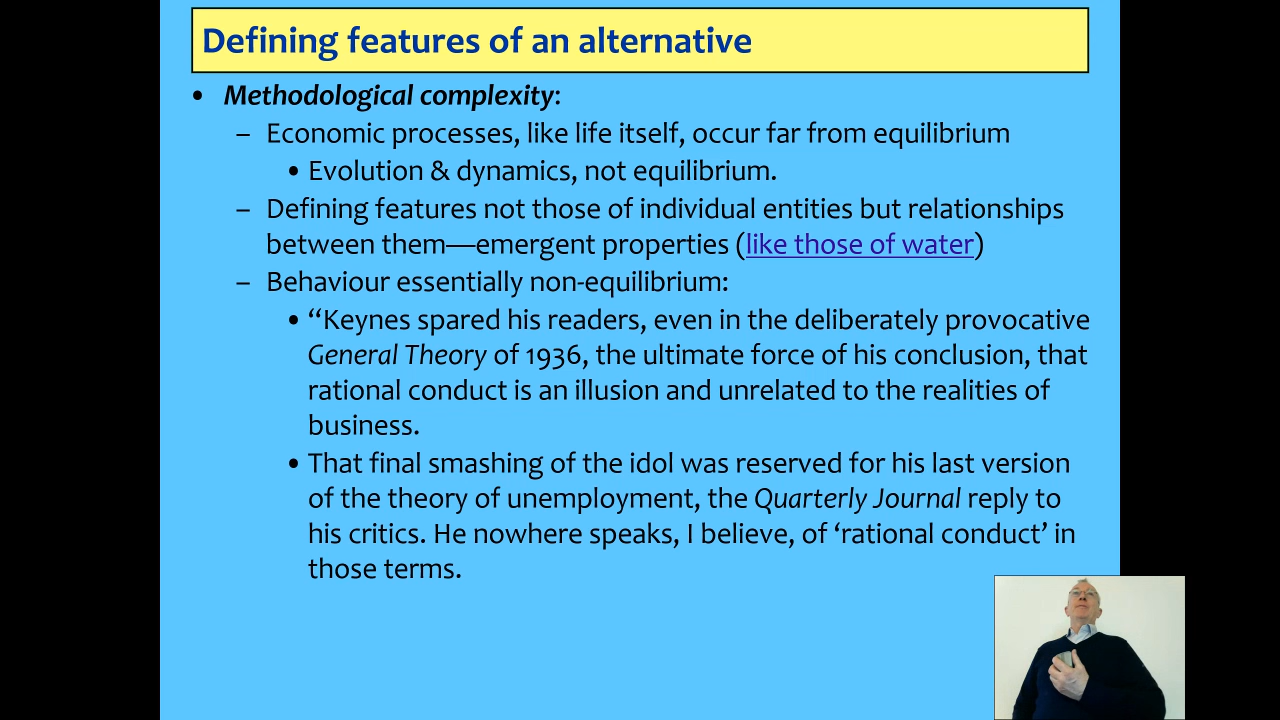 Defining features of an alternative
• Methodological complexity:
– Economic processes, like life itself, occur far from equilibrium
• Evolution & dynamics, not equilibrium.
– Defining features not those of individual entities but relationships
between them—emergent properties (like those of water)
– Behaviour essentially non-equilibrium:
• “Keynes spared his readers, even in the deliberately provocative
General Theory of 1936, the ultimate force of his conclusion, that
rational conduct is an illusion and unrelated to the realities of
business.
• That final smashing of the idol was reserved for his last version
of the theory of unemployment, the Quarterly Journal reply to
his critics. He nowhere speaks, I believe, of ‘rational conduct’ in
those terms.